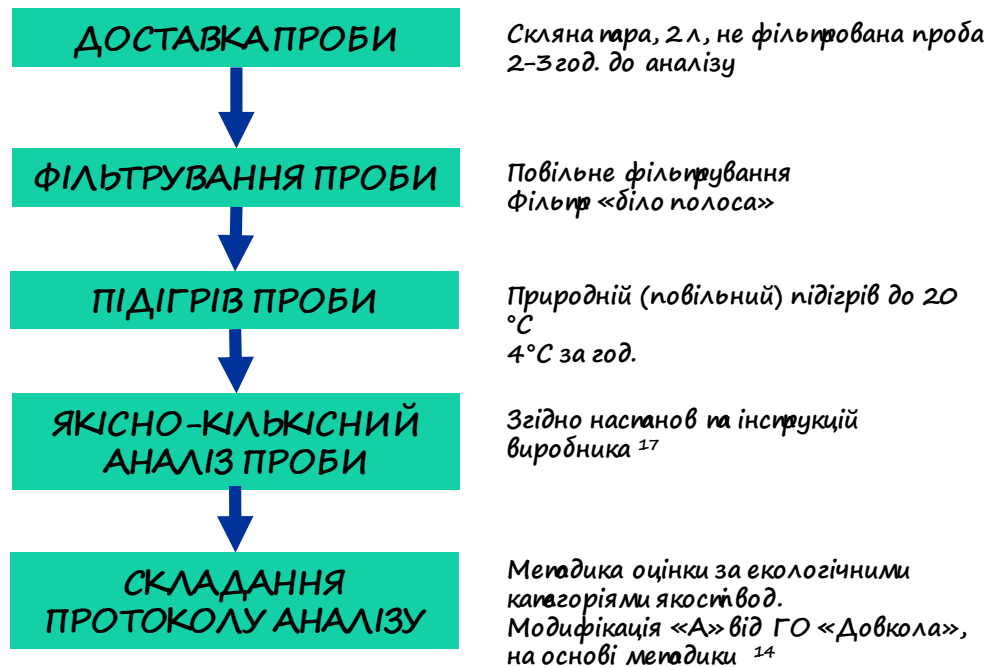 ДОСТАВКА ПРОБИ
Скляна тара, 2 л, не фільтрована проба
2-3 год. до аналізу
ФІЛЬТРУВАННЯ ПРОБИ
Повільне фільтрування
Фільтр «біло полоса»
ПІДІГРІВ ПРОБИ
Природній (повільний) підігрів до 20
°C
4°C за год.
ЯКІСНО-КІЛЬКІСНИЙ
АНАЛІЗ ПРОБИ
Згідно настанов та інструкцій
виробника 17
СКЛАДАННЯ
ПРОТОКОЛУ АНАЛІЗУ
Методика оцінки за екологічними
категоріями якості вод.
Модифікація «А» від ГО «Довкола»,
на основі методики 14